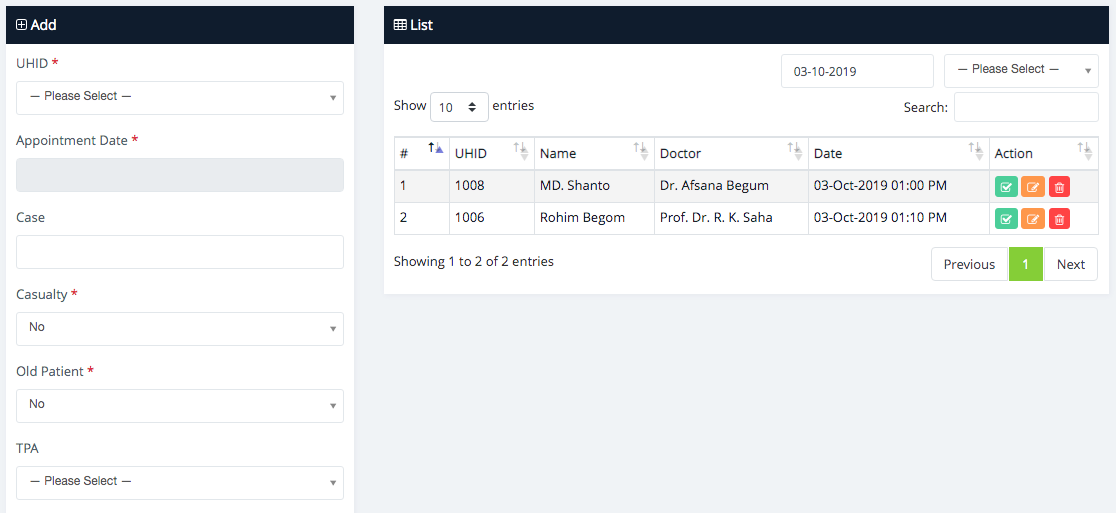 Add
UHID *
— Please Select —
Appointment Date *
Case
Casualty *
No
Old Patient *
No
TPA
— Please Select —
List
03-10-2019 — Please Select —
Show 10 entries Search:
# UHID Name Doctor Date Action
1 1008 MD. Shanto Dr. Afsana Begum 03-Oct-2019 01:00 PM
2 1006 Rohim Begom Prof. Dr. R. K. Saha 03-Oct-2019 01:10 PM
Showing 1 to 2 of 2 entries Previous 1 Next